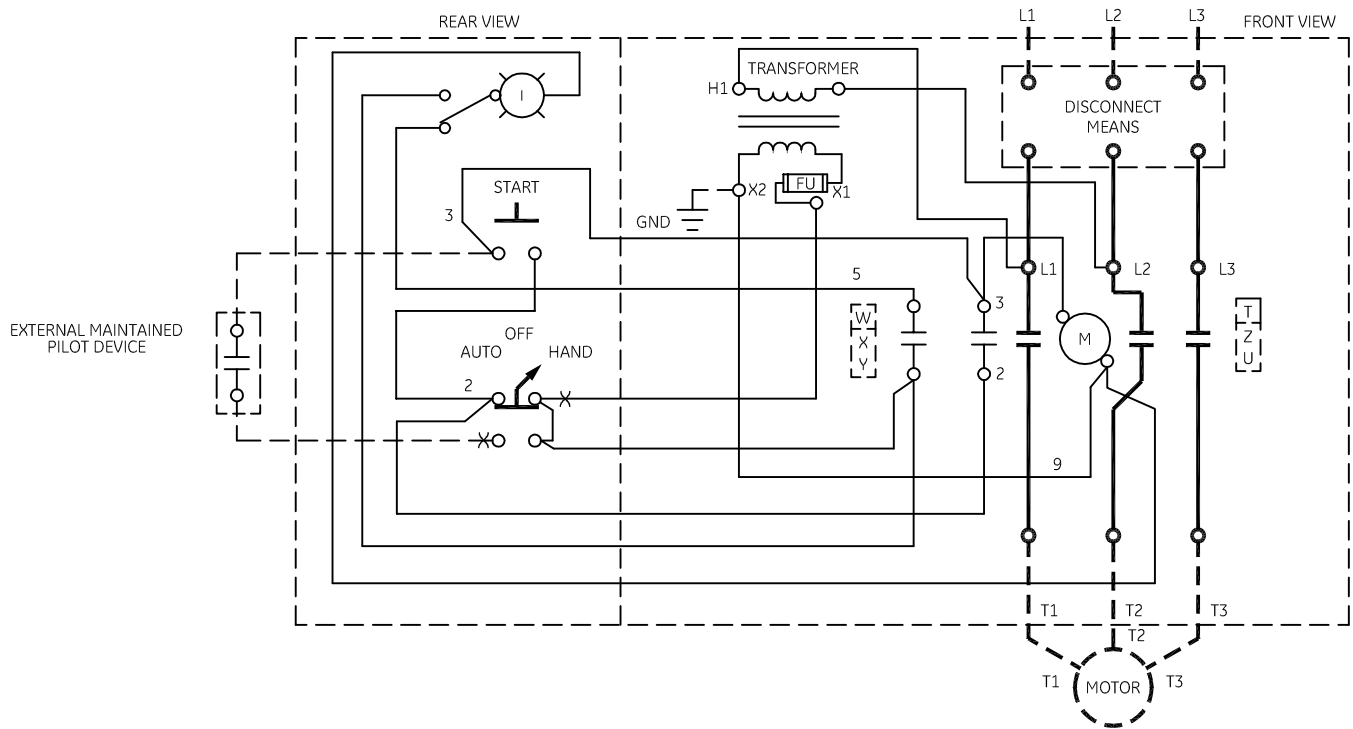 REAR VIEW
L1
L2
L3
FRONT VIEW
TRANSFORMER
H1
I
DISCONNECT
MEANS
START
FU
X2
X1
3
GND
5
L1
L2
L3
3
W
X
Y
M
T
Z
U
EXTERNAL MAINTAINED
PILOT DEVICE
OFF
AUTO
HAND
2
2
X
X
9
T1
T2
T3
T2
T1
MOTOR
T3